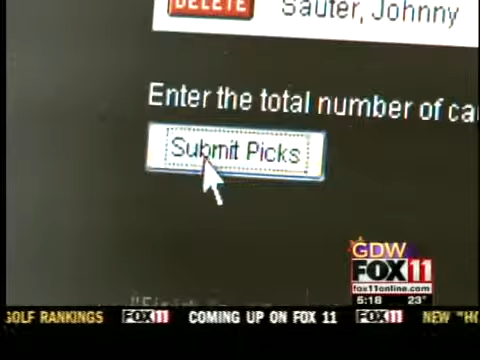 DELETE
Sauter, Johnny
Enter the total number of ca
Submit Picks
GDW
FOX 11
fox11online.com
5:18 23°
GOLF RANKINGS FOX 11 COMING UP ON FOX 11 FOX 11 NEW "H